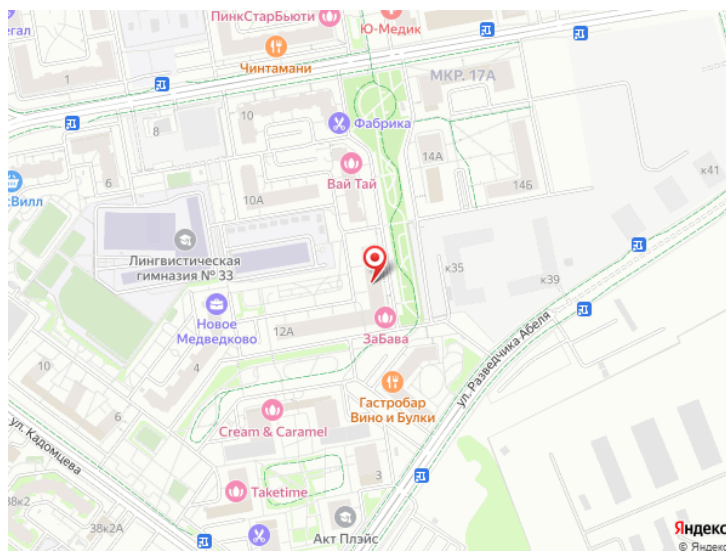 ПинкСтарБьюти
Ю-Медик
егал
Чинтамани
1
МКР. 17А
10
Фабрика
8
14А
к41
Вай Тай
6
14Б
сВилл
10А
Лингвистическая
гимназия № 33
к35
к39
Новое
Медведково
12А
ЗаБава
ул. Разведчика Абеля
10
4
Гастробар
Вино и Булки
6
Cream & Caramel
ул. Кадомцева
3
Taketime
38к2
38к2А
Акт Плэйс
Яндекс
© Яндекс